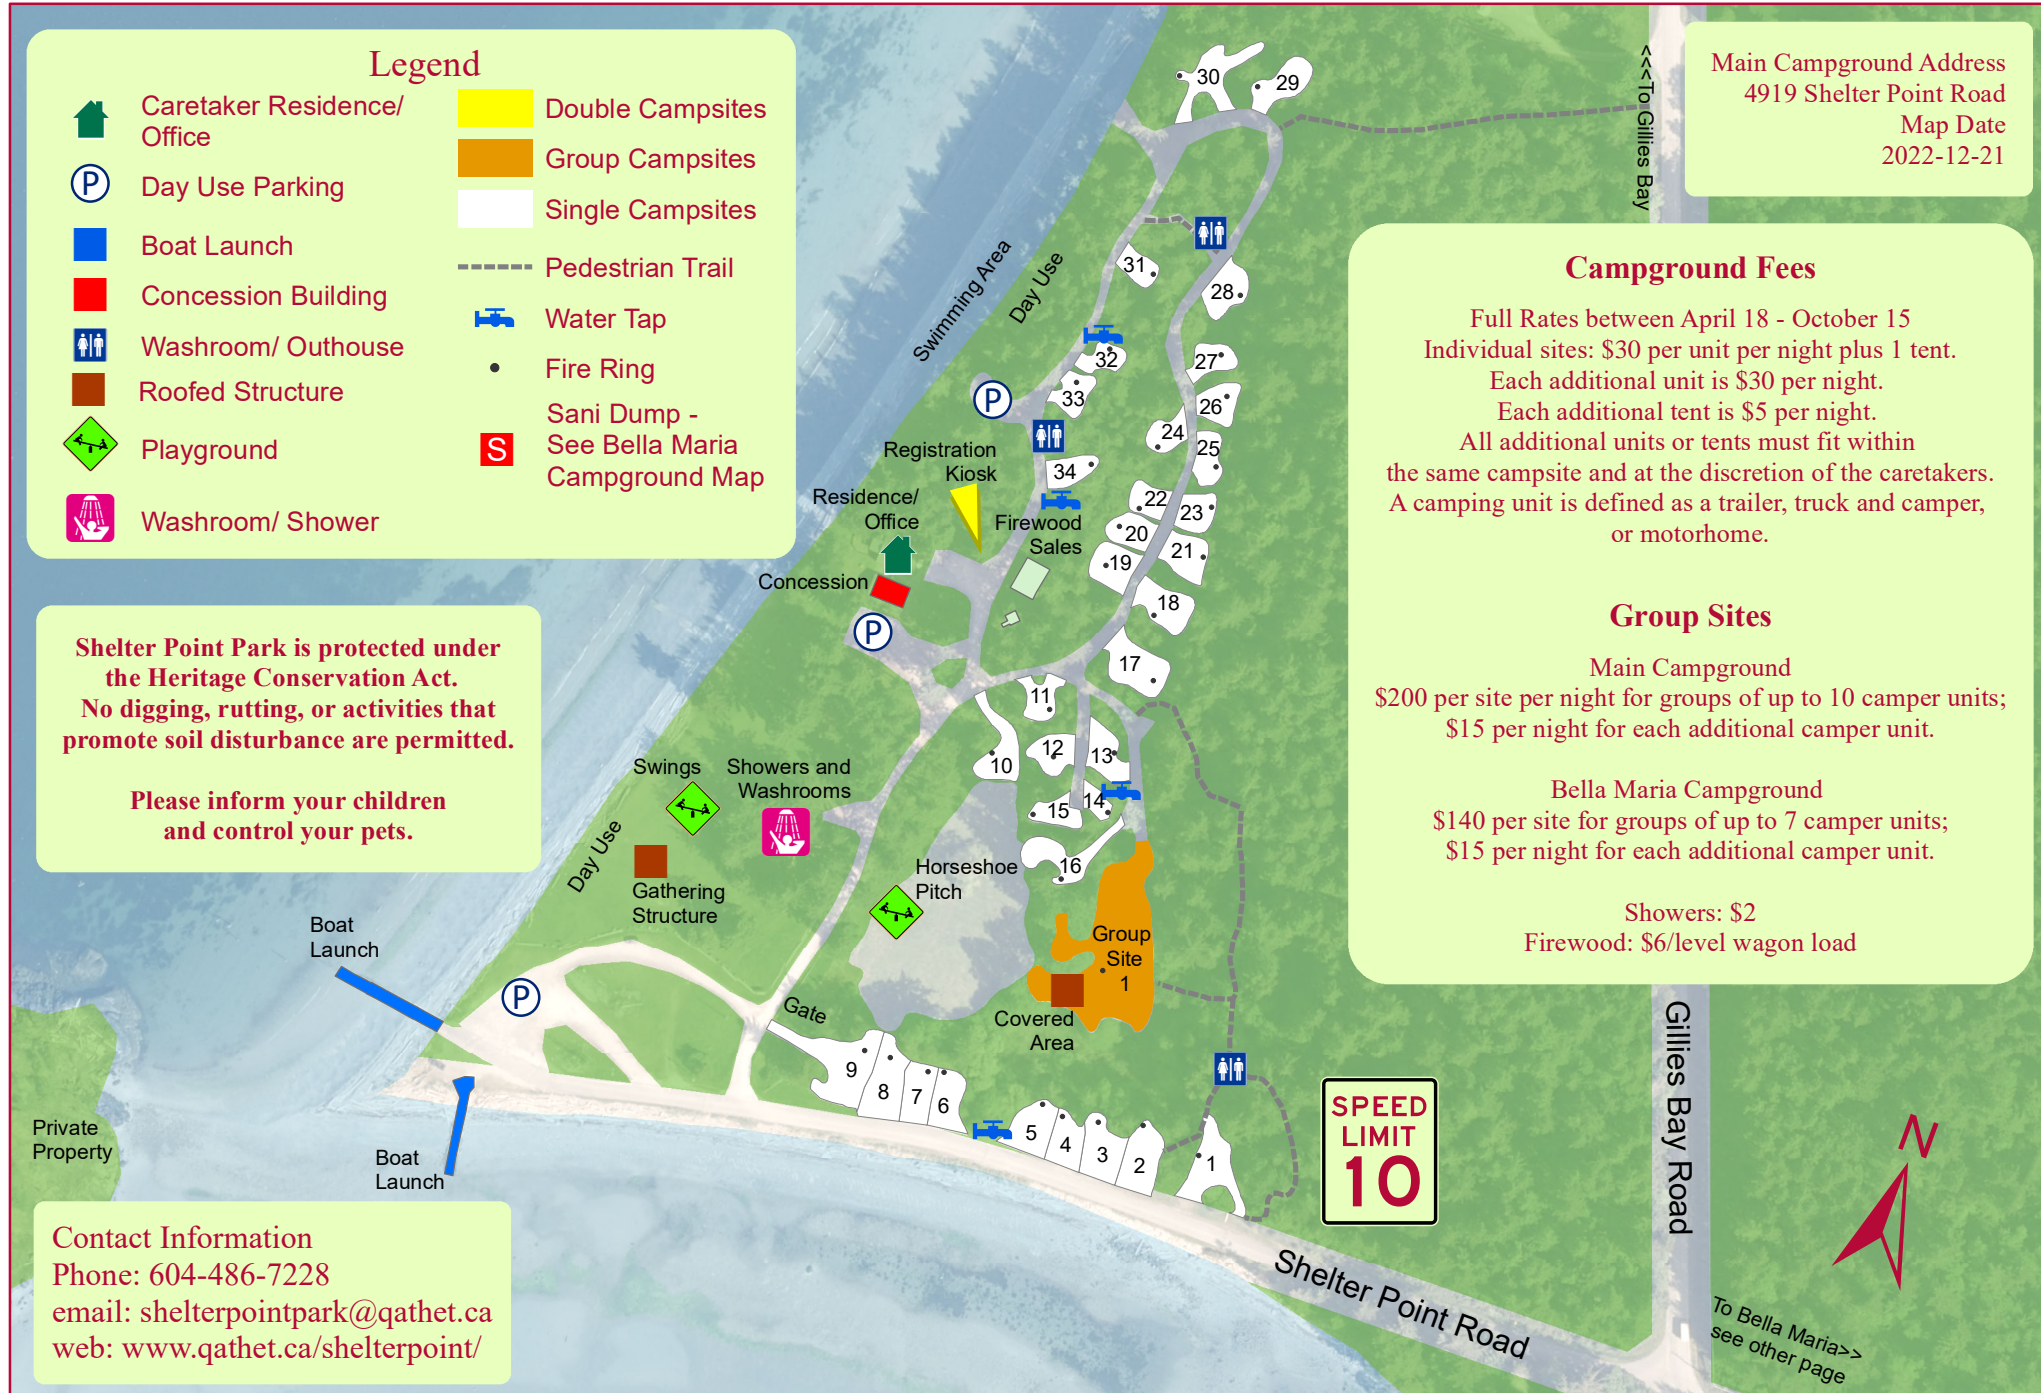 Legend
Caretaker Residence/
Office
P
Day Use Parking
Boat Launch
Concession Building
Washroom/ Outhouse
Roofed Structure
Playground
Washroom/ Shower
Double Campsites
Group Campsites
Single Campsites
Pedestrian Trail
Water Tap
Fire Ring
S
Sani Dump -
See Bella Maria
Campground Map
Main Campground Address
4919 Shelter Point Road
Map Date
2022-12-21
<<<To Gillies Bay
Campground Fees
Full Rates between April 18 - October 15
Individual sites: $30 per unit per night plus 1 tent.
Each additional unit is $30 per night.
Each additional tent is $5 per night.
All additional units or tents must fit within
the same campsite and at the discretion of the caretakers.
A camping unit is defined as a trailer, truck and camper,
or motorhome.
Group Sites
Main Campground
$200 per site per night for groups of up to 10 camper units;
$15 per night for each additional camper unit.
Bella Maria Campground
$140 per site for groups of up to 7 camper units;
$15 per night for each additional camper unit.
Showers: $2
Firewood: $6/level wagon load
Shelter Point Park is protected under
the Heritage Conservation Act.
No digging, rutting, or activities that
promote soil disturbance are permitted.
Please inform your children
and control your pets.
30
29
31
28
Swimming Area
Day Use
32
27
33
P
26
24
25
Registration
Kiosk
34
Residence/
Office
22
23
Firewood
Sales
20
21
19
Concession
18
P
17
11
12
13
10
14
15
16
Swings
Showers and
Washrooms
Day Use
Gathering
Structure
Horseshoe
Pitch
Group
Site
1
Covered
Area
Boat
Launch
P
Gate
9
8
7
6
5
4
3
2
1
Private
Property
Boat
Launch
SPEED
LIMIT
10
Gillies Bay Road
Shelter Point Road
N
To Bella Maria>>
see other page
Contact Information
Phone: 604-486-7228
email: shelterpointpark@qathet.ca
web: www.qathet.ca/shelterpoint/